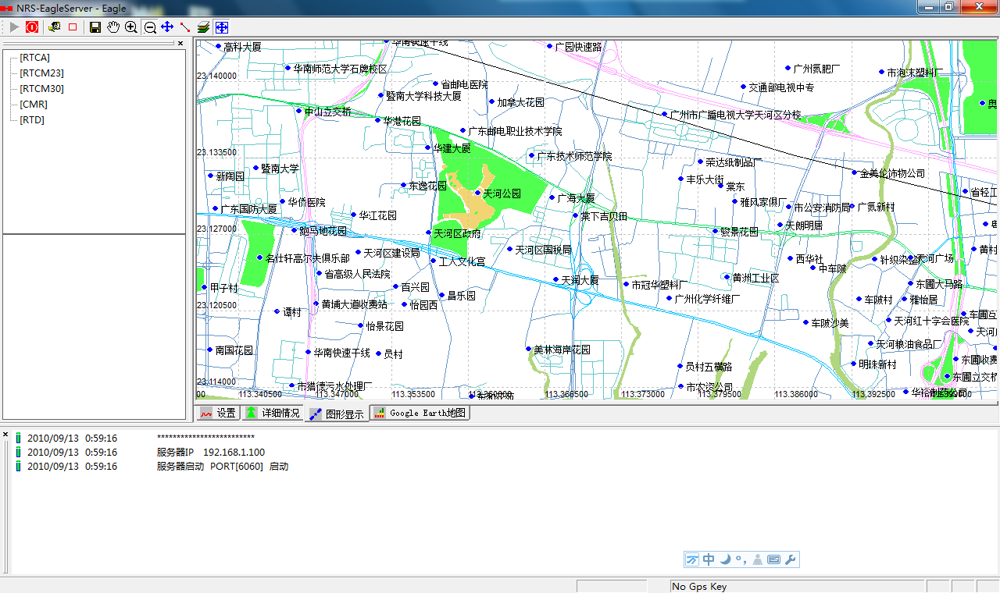 NRS-EagleServer - Eagle
[RTCA]
[RTCM23]
[RTCM30]
[CMR]
[RTD]
高科大厦
华南快速干线
广园快速路
华南师范大学石牌校区
广州氮肥厂
市泡沫塑料厂
23.140000
省邮电医院
交通部电视中专
暨南大学科技大厦
加拿大花园
奥
中山立交桥
广州市广播电视大学天河区分校
华港花园
广东邮电职业技术学院
华建大厦
23.133500
广东技术师范学院
荣达纸制品厂
暨南大学
新陶园
金美伦饰物公司
丰乐大街
东逸花园
棠东
天河公园
省轻工
华侨医院
广海大厦
雅风家俱厂
广东国防大厦
市公安消防局
广氮新村
华江花园
棠下百贝田
天朗明居
23.127000
跑马地花园
天河区政府
骏景花园
天河区建设局
天河区国税局
黄村
名仕轩高尔夫俱乐部
工人文化宫
西华社
针织染整
天河广场
中车陂
省高级人民法院
天润大厦
黄洲工业区
甲子村
百兴园
市冠华塑料厂
东圃大马路
昌乐园
广州化学纤维厂
车陂村
雅怡居
23.120500
黄埔大道收费站
怡园西
谭村
天河红十字会医院
怡景花园
车陂沙美
天河
南国花园
华南快速干线
员村
美林海岸花园
天河粮油食品厂
东圃收费
明珠新村
员村五横路
东圃立交桥
23.114000
市猎德污水处理厂
市农资公司
华裕制药公司
00
113.340500
113.347000
113.353500
113.360000
113.366500
113.373000
113.379500
113.386000
113.392500
113.399000
设置
详细情况
图形显示
Google Earth地图
2010/09/13 0:59:16 *************************
2010/09/13 0:59:16 服务器IP 192.168.1.100
2010/09/13 0:59:16 服务器启动 PORT[6060] 启动
中
No Gps Key